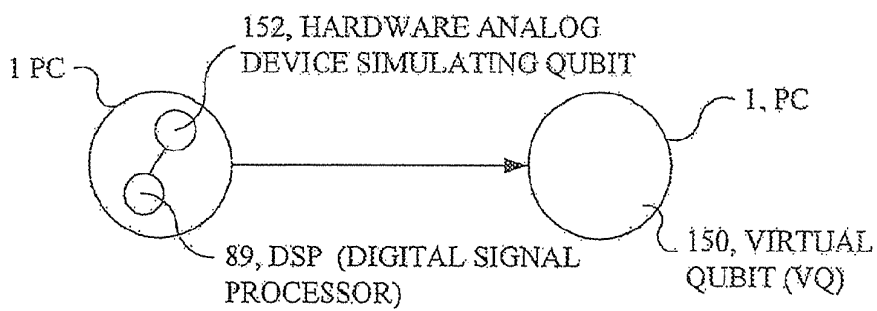 152, HARDWARE ANALOG
DEVICE SIMULATING QUBIT
1 PC
1, PC
89, DSP (DIGITAL SIGNAL
PROCESSOR)
150, VIRTUAL
QUBIT (VQ)